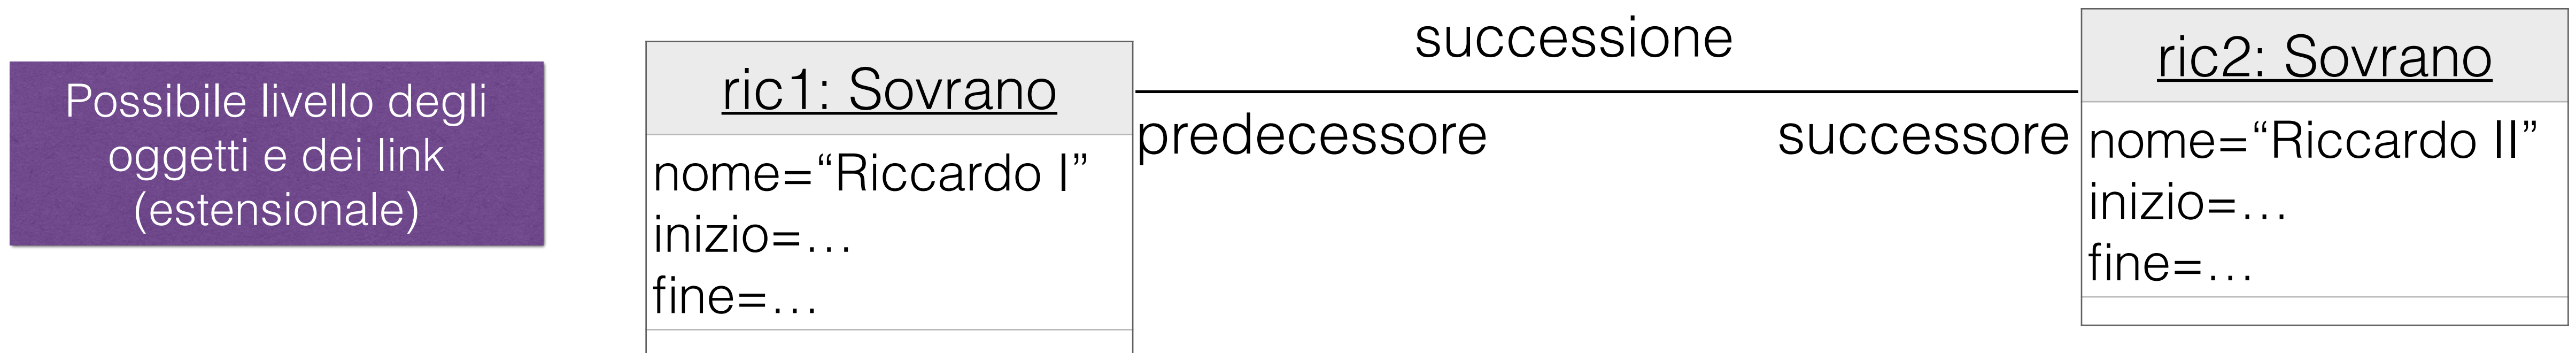 Possibile livello degli
oggetti e dei link
(estensionale)
ric1: Sovrano
nome=“Riccardo I”
inizio=…
fine=…
successione
predecessore
successore
ric2: Sovrano
nome=“Riccardo II”
inizio=…
fine=…